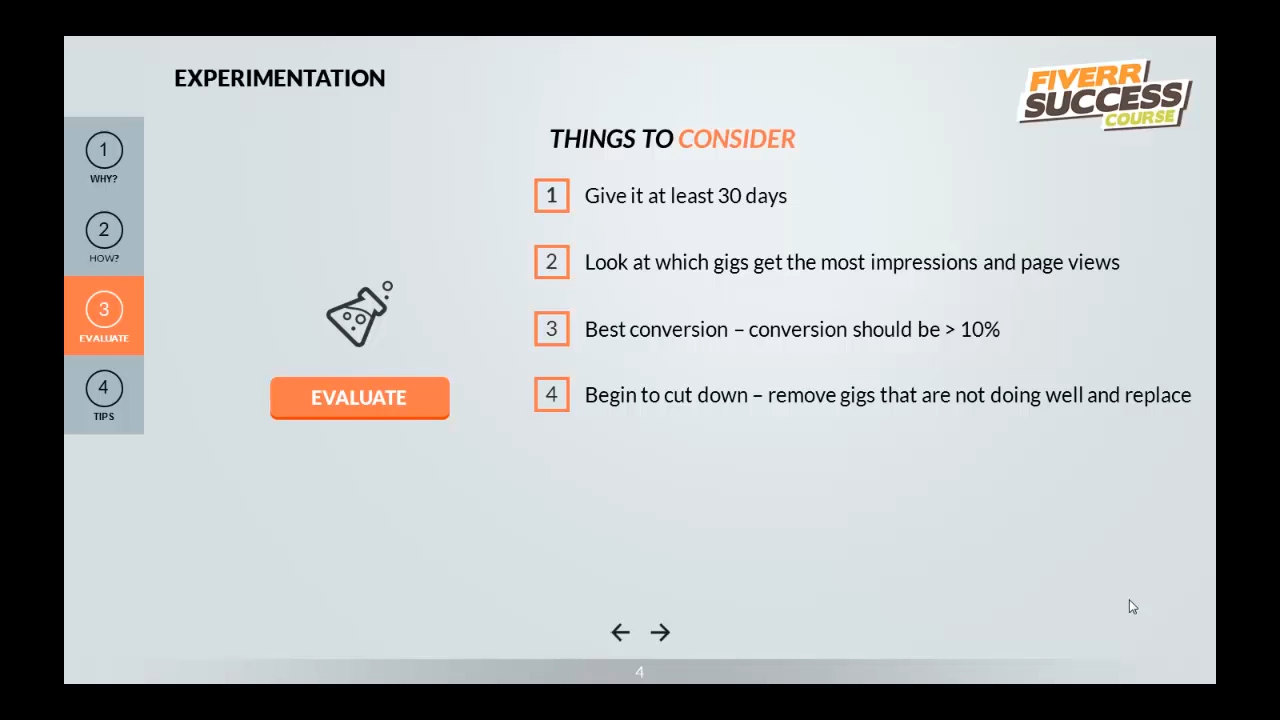 EXPERIMENTATION
FIVERR
SUCCESS
COURSE
1
WHY?
2
HOW?
3
EVALUATE
4
TIPS
EVALUATE
THINGS TO CONSIDER
1 Give it at least 30 days
2 Look at which gigs get the most impressions and page views
3 Best conversion – conversion should be > 10%
4 Begin to cut down – remove gigs that are not doing well and replace
4